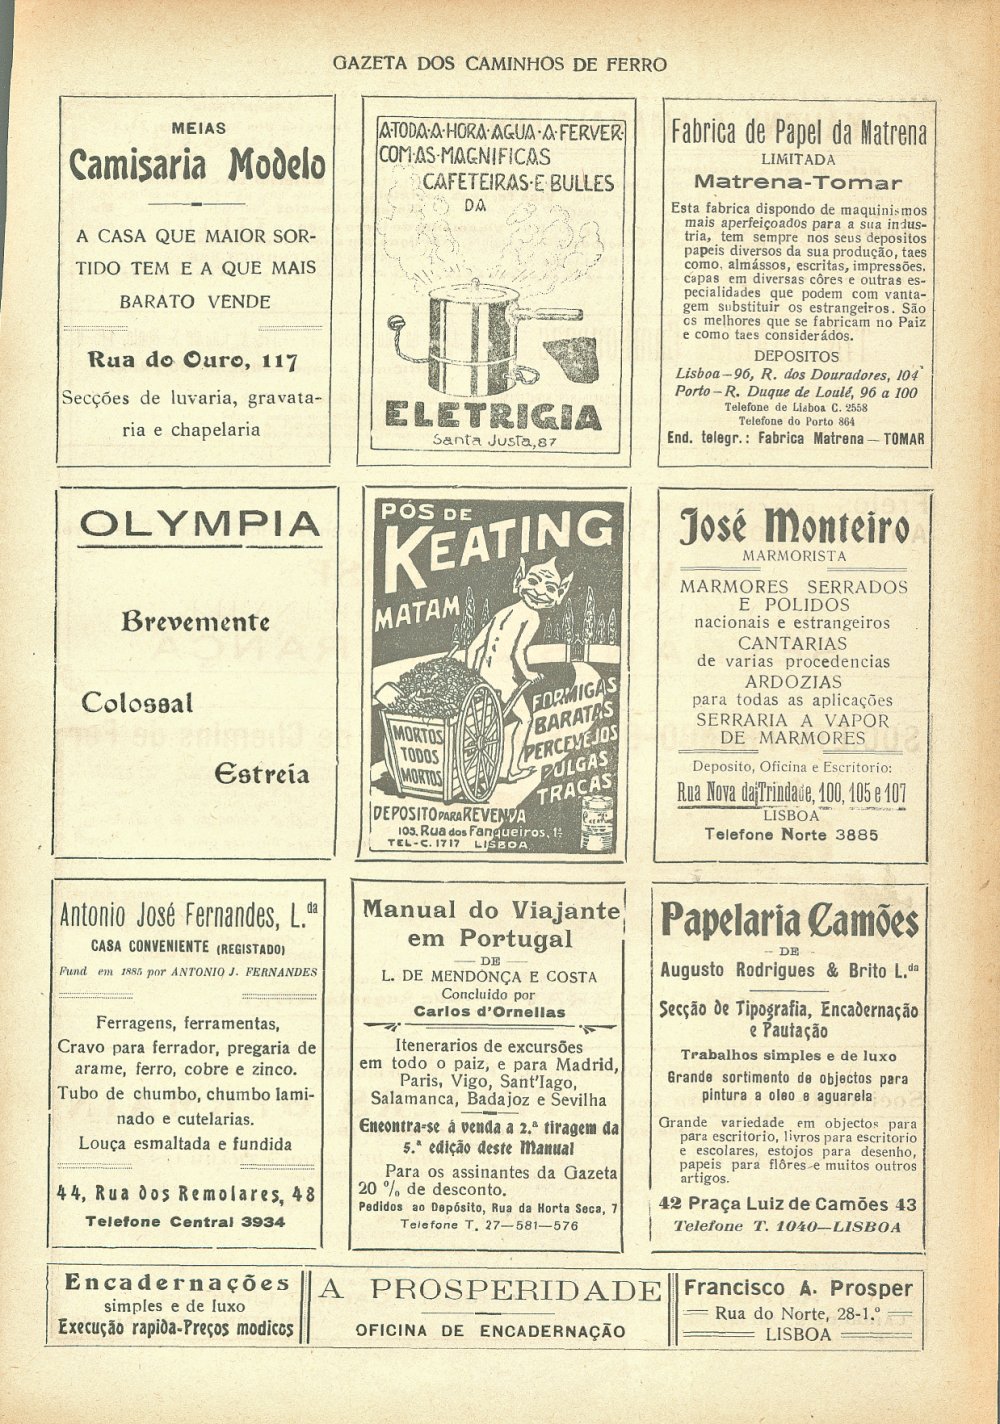 GAZETA DOS CAMINHOS DE FERRO
MEIAS
Camisaria Modelo
A CASA QUE MAIOR SOR-
TIDO TEM E A QUE MAIS
BARATO VENDE
Rua do Ouro, 117
Secções de luvaria, gravata-
ria e chapelaria
A·TODA·A·HORA·AGUA·A·FERVER·
COM·AS·MAGNIFICAS
CAFETEIRAS·E·BULLES
DA
ELETRIGIA
Santa Justa, 87
Fabrica de Papel da Matrena
LIMITADA
Matrena-Tomar
Esta fabrica dispondo de maquinismos
mais aperfeiçoados para a sua indus-
tria, tem sempre nos seus depositos
papeis diversos da sua produção, taes
como, almássos, escritas, impressões,
capas em diversas côres e outras es-
pecialidades que podem com vanta-
gem substituir os estrangeiros. São
os melhores que se fabricam no Paiz
e como taes considerádos.
DEPOSITOS
Lisboa—96, R. dos Douradores, 104
Porto—R. Duque de Loulé, 96 a 100
Telefone de Lisboa C. 2558
Telefone do Porto 864
End. telegr.: Fabrica Matrena—TOMAR
OLYMPIA
Brevemente
Colossal
Estreia
PÓS DE
KEATING
MATAM
FORMIGAS
BARATAS
PERCEVEJOS
PULGAS
TRAÇAS
MORTOS
TODOS
MORTOS
DEPOSITO PARA REVENDA
103, Rua dos Fanqueiros, 1º
TEL-C. 1717 LISBOA
José Monteiro
MARMORISTA
MARMORES SERRADOS
E POLIDOS
nacionais e estrangeiros
CANTARIAS
de varias procedencias
ARDOZIAS
para todas as aplicações
SERRARIA A VAPOR
DE MARMORES
Deposito, Oficina e Escritorio:
Rua Nova da Trindade, 100, 105 e 107
LISBOA
Telefone Norte 3885
Antonio José Fernandes, L.da
CASA CONVENIENTE (REGISTADO)
Fund em 1885 por ANTONIO J. FERNANDES
Ferragens, ferramentas,
Cravo para ferrador, pregaria de
arame, ferro, cobre e zinco.
Tubo de chumbo, chumbo lami-
nado e cutelarias.
Louça esmaltada e fundida
44, Rua dos Remolares, 48
Telefone Central 3934
Manual do Viajante
em Portugal
— DE —
L. DE MENDONÇA E COSTA
Concluido por
Carlos d'Ornellas
Itenerarios de excursões
em todo o paiz, e para Madrid,
Paris, Vigo, Sant'Iago,
Salamanca, Badajoz e Sevilha
Encontra-se á venda a 2.ª tiragem da
5.ª edição deste Manual
Para os assinantes da Gazeta
20 % de desconto.
Pedidos ao Depósito, Rua da Horta Seca, 7
Telefone T. 27—581—576
Papelaria Camões
— DE —
Augusto Rodrigues & Brito L.da
Secção de Tipografia, Encadernação
e Pautação
Trabalhos simples e de luxo
Grande sortimento de objectos para
pintura a oleo e aguarela
Grande variedade em objectos para
para escritorio, livros para escritorio
e escolares, estojos para desenho,
papeis para flôres e muitos outros
artigos.
42 Praça Luiz de Camões 43
Telefone T. 1040—LISBOA
Encadernações
simples e de luxo
Execução rapida-Preços modicos
A PROSPERIDADE
OFICINA DE ENCADERNAÇÃO
Francisco A. Prosper
Rua do Norte, 28-1.º
LISBOA